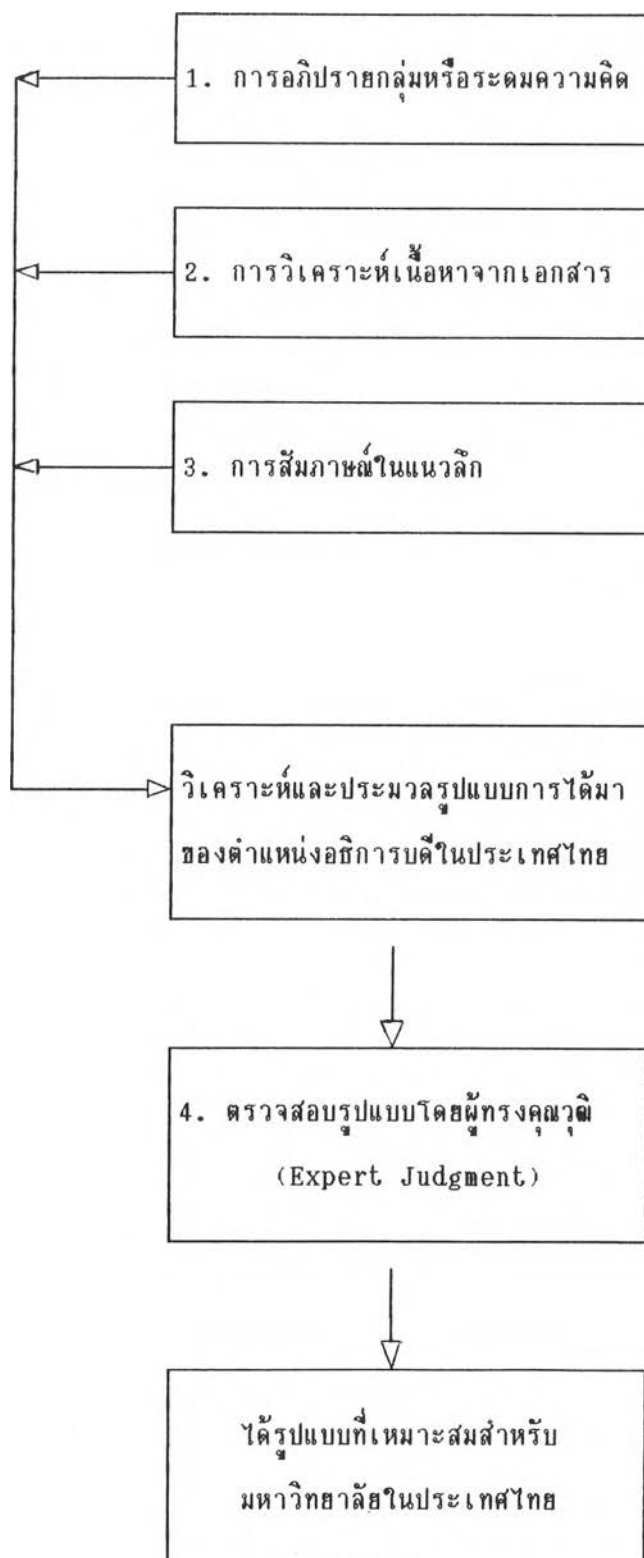 1. การอภิปรายกลุ่มหรือระดมความคิด
2. การวิเคราะห์เนื้อหาจากเอกสาร
3. การสัมภาษณ์ในแนวลึก
วิเคราะห์และประมวลรูปแบบการได้มา
ของตำแหน่งอธิการบดีในประเทศไทย
4. ตรวจสอบรูปแบบโดยผู้ทรงคุณวุฒิ
(Expert Judgment)
ได้รูปแบบที่เหมาะสมสำหรับ
มหาวิทยาลัยในประเทศไทย